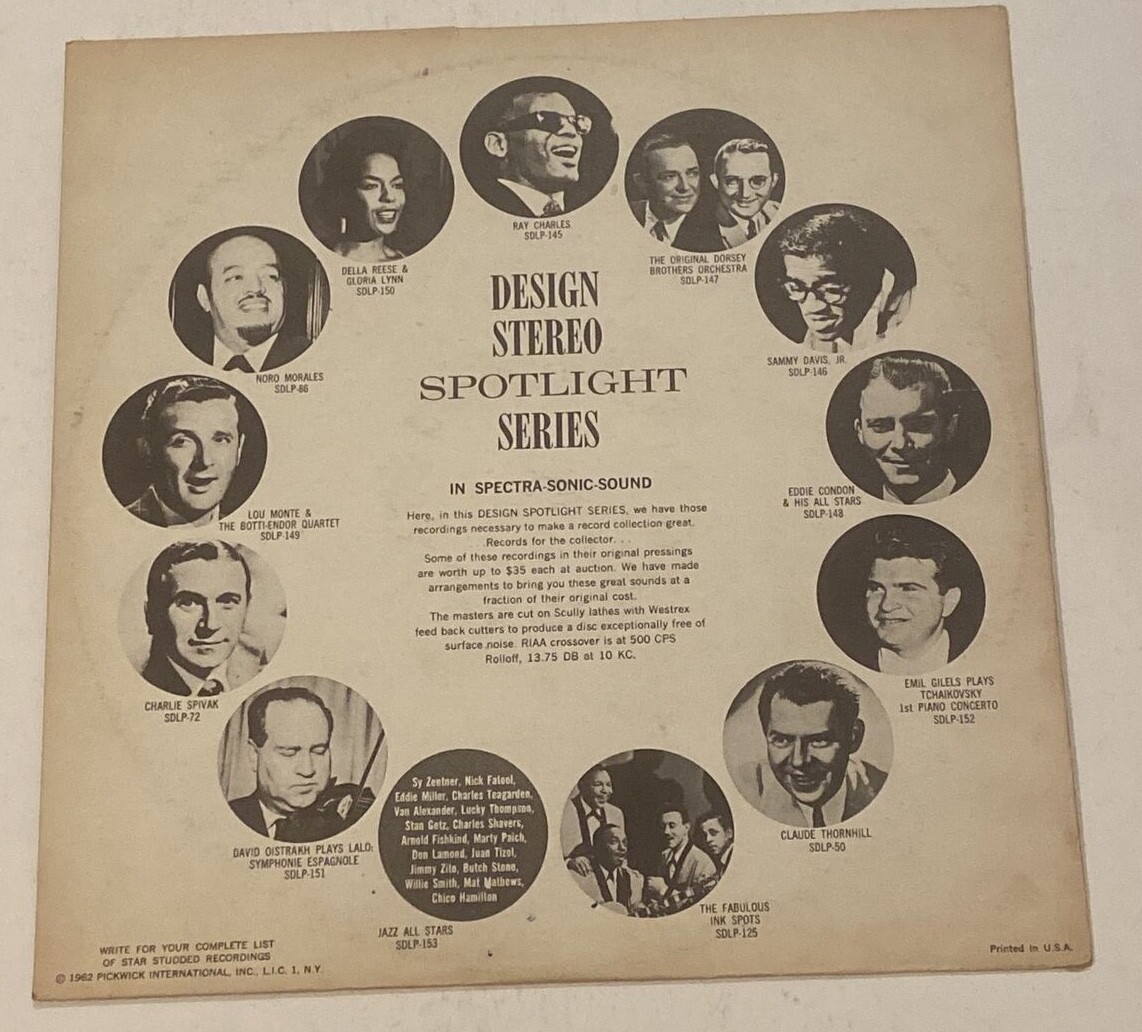 RAY CHARLES
SDLP-145
THE ORIGINAL DORSEY
BROTHERS ORCHESTRA
SDLP-147
DELLA REESE &
GLORIA LYNN
SDLP-150
SAMMY DAVIS, JR.
SDLP-146
NORO MORALES
SDLP-86
DESIGN
STEREO
SPOTLIGHT
SERIES
IN SPECTRA-SONIC-SOUND
Here, in this DESIGN SPOTLIGHT SERIES, we have those
recordings necessary to make a record collection great.
. . .Records for the collector. . .
Some of these recordings in their original pressings
are worth up to $35 each at auction. We have made
arrangements to bring you these great sounds at a
fraction of their original cost.
The masters are cut on Scully lathes with Westrex
feed back cutters to produce a disc exceptionally free of
surface noise. RIAA crossover is at 500 CPS
Rolloff, 13.75 DB at 10 KC.
EDDIE CONDON
& HIS ALL STARS
SDLP-148
LOU MONTE &
THE BOTTI-ENDOR QUARTET
SDLP-149
EMIL GILELS PLAYS
TCHAIKOVSKY
1st PIANO CONCERTO
SDLP-152
CHARLIE SPIVAK
SDLP-72
CLAUDE THORNHILL
SDLP-50
DAVID OISTRAKH PLAYS LALO:
SYMPHONIE ESPAGNOLE
SDLP-151
Sy Zentner, Nick Fatool,
Eddie Miller, Charles Teagarden,
Van Alexander, Lucky Thompson,
Stan Getz, Charles Shavers,
Arnold Fishkind, Marty Paich,
Don Lamond, Juan Tizol,
Jimmy Zito, Butch Stone,
Willie Smith, Mat Mathews,
Chico Hamilton
JAZZ ALL STARS
SDLP-153
THE FABULOUS
INK SPOTS
SDLP-125
WRITE FOR YOUR COMPLETE LIST
OF STAR STUDDED RECORDINGS
© 1962 PICKWICK INTERNATIONAL, INC., L.I.C. 1, N.Y.
Printed in U.S.A.